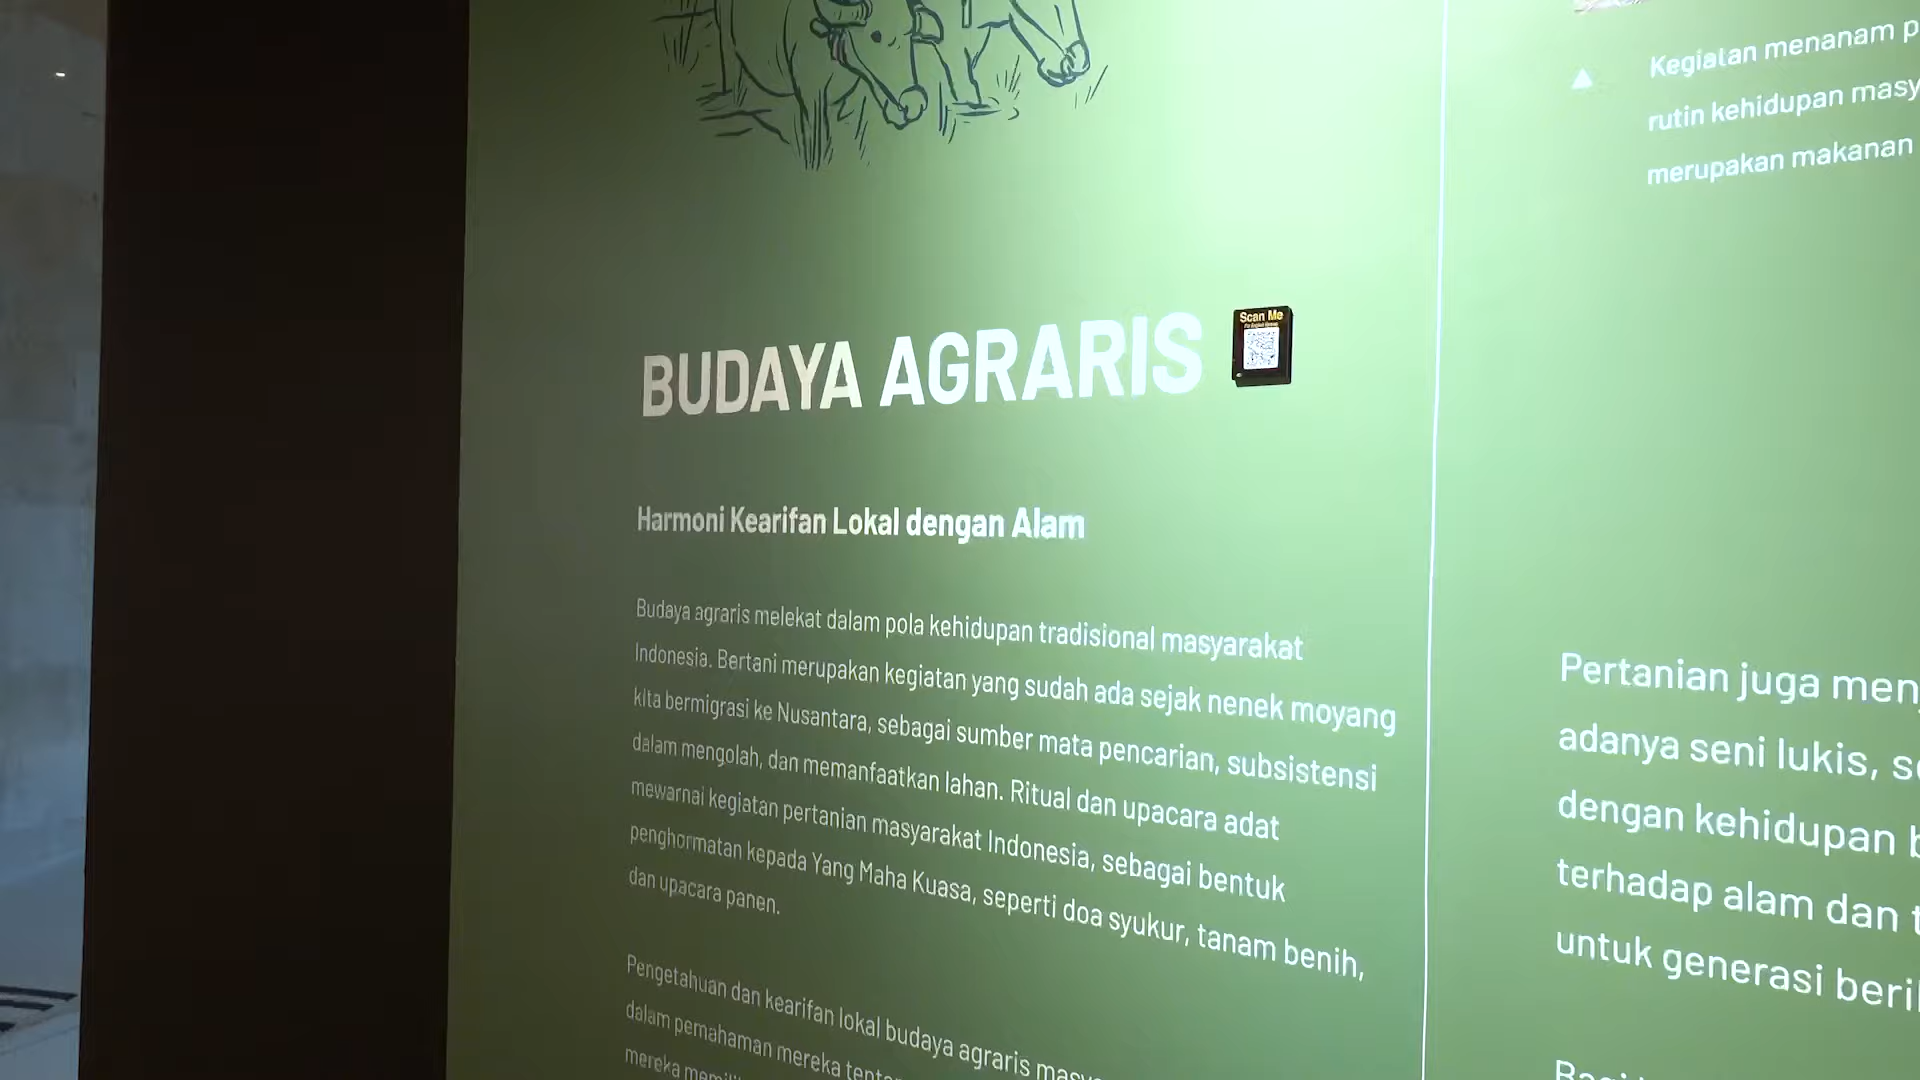 BUDAYA AGRARIS
Scan Me
Harmoni Kearifan Lokal dengan Alam
Budaya agraris melekat dalam pola kehidupan tradisional masyarakat
Indonesia. Bertani merupakan kegiatan yang sudah ada sejak nenek moyang
kita bermigrasi ke Nusantara, sebagai sumber mata pencarian, subsistensi
dalam mengolah, dan memanfaatkan lahan. Ritual dan upacara adat
mewarnai kegiatan pertanian masyarakat Indonesia, sebagai bentuk
penghormatan kepada Yang Maha Kuasa, seperti doa syukur, tanam benih,
dan upacara panen.
Pengetahuan dan kearifan lokal budaya agraris
dalam pemahaman mereka
mereka
Kegiatan menanam
rutin kehidupan
merupakan makanan
Pertanian juga
adanya seni lukis,
dengan kehidupan
terhadap alam dan
untuk generasi